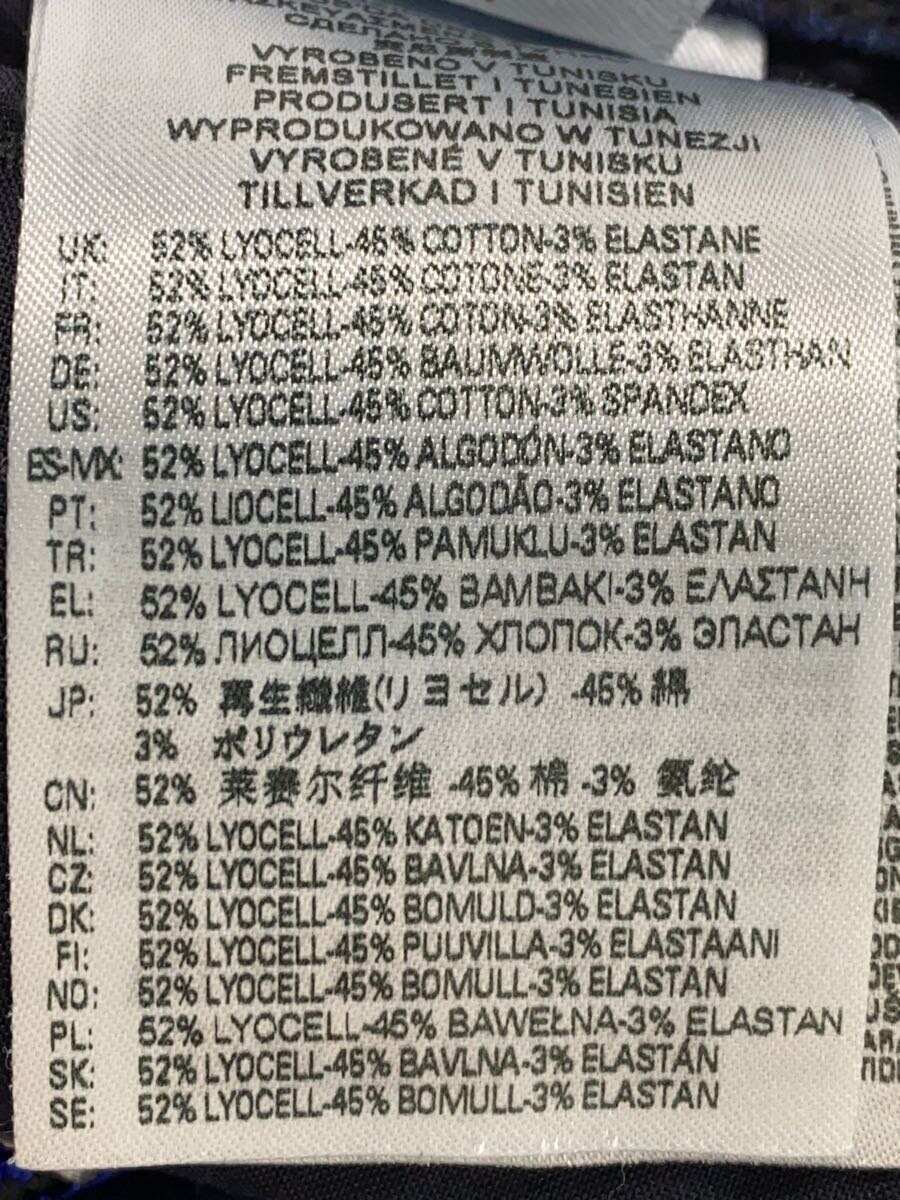 СДЕЛАНО
VYROBENO V TUNISKU
FREMSTILLET I TUNESIEN
PRODUSERT I TUNISIA
WYPRODUKOWANO W TUNEZJI
VYROBENÉ V TUNISKU
TILLVERKAD I TUNISIEN
UK: 52% LYOCELL-45% COTTON-3% ELASTANE
IT: 52% LYOCELL-45% COTONE-3% ELASTAN
FR: 52% LYOCELL-45% COTON-3% ELASTHANNE
DE: 52% LYOCELL-45% BAUMWOLLE-3% ELASTHAN
US: 52% LYOCELL-45% COTTON-3% SPANDEX
ES-MX: 52% LYOCELL-45% ALGODÓN-3% ELASTANO
PT: 52% LIOCELL-45% ALGODÃO-3% ELASTANO
TR: 52% LYOCELL-45% PAMUKLU-3% ELASTAN
EL: 52% LYOCELL-45% BAMBAKI-3% ΕΛΑΣΤΑΝΗ
RU: 52% ЛИОЦЕЛЛ-45% ХЛОПОК-3% ЭЛАСТАН
JP: 52% 再生繊維(リヨセル) -45% 綿
3% ポリウレタン
CN: 52% 莱赛尔纤维 -45% 棉 -3% 氨纶
NL: 52% LYOCELL-45% KATOEN-3% ELASTAN
CZ: 52% LYOCELL-45% BAVLNA-3% ELASTAN
DK: 52% LYOCELL-45% BOMULD-3% ELASTAN
FI: 52% LYOCELL-45% PUUVILLA-3% ELASTAANI
NO: 52% LYOCELL-45% BOMULL-3% ELASTAN
PL: 52% LYOCELL-45% BAWEŁNA-3% ELASTAN
SK: 52% LYOCELL-45% BAVLNA-3% ELASTÁN
SE: 52% LYOCELL-45% BOMULL-3% ELASTAN